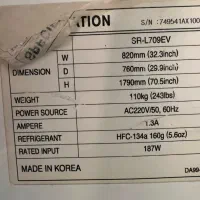 ATION S/N : 749541AX100
SR-L709EV
W 820mm (32.3inch)
DIMENSION D 760mm (29.9inch)
H 1790mm (70.5inch)
WEIGHT 110kg (243lbs)
POWER SOURCE AC220V/50, 60Hz
AMPERE 1.3A
REFRIGERANT HFC-134a 160g (5.6oz)
RATED INPUT 187W
MADE IN KOREA DA99